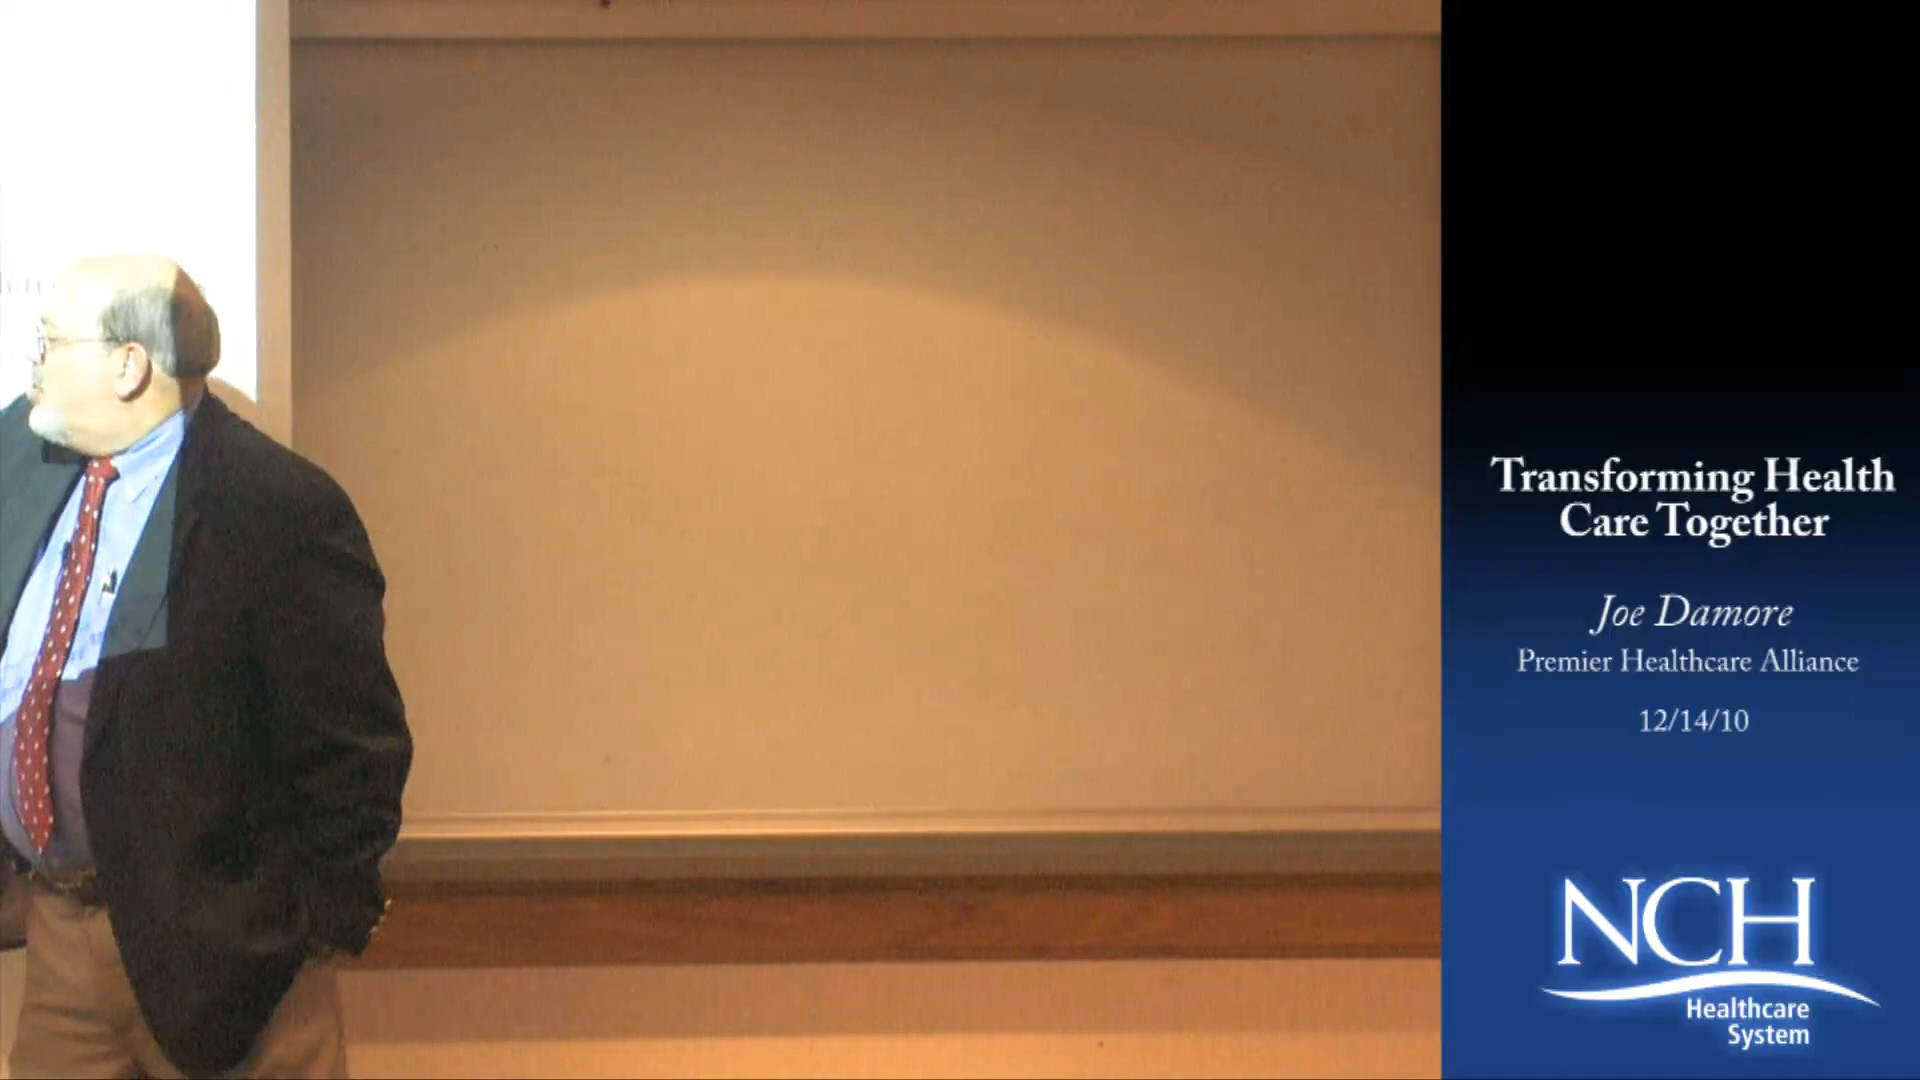 Transforming Health
Care Together
Joe Damore
Premier Healthcare Alliance
12/14/10
NCH
Healthcare
System